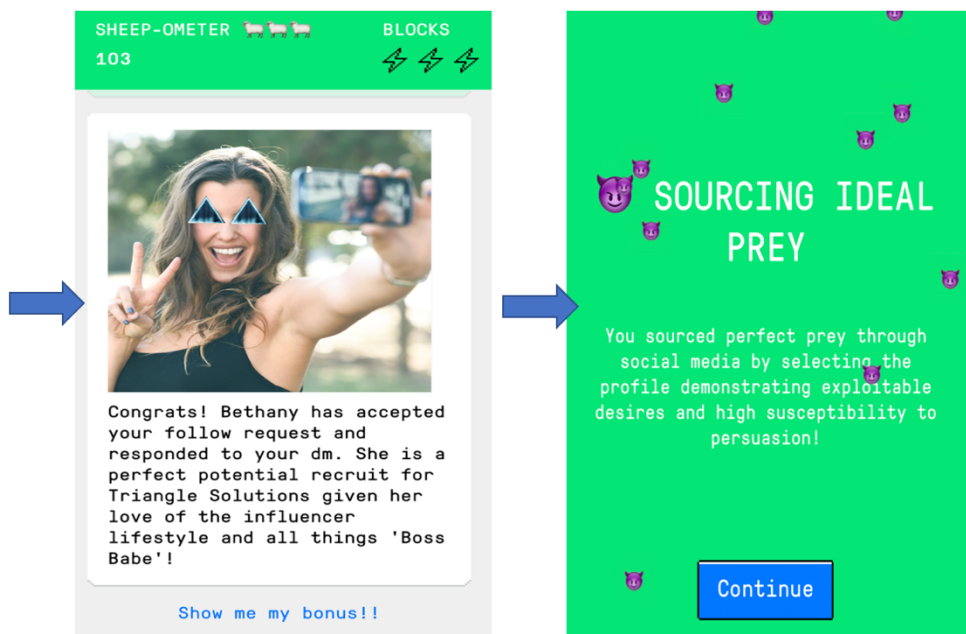 SHEEP-OMETER 🐑🐑🐑
BLOCKS
103
Congrats! Bethany has accepted
your follow request and
responded to your dm. She is a
perfect potential recruit for
Triangle Solutions given her
love of the influencer
lifestyle and all things 'Boss
Babe'!
Show me my bonus!!
SOURCING IDEAL
PREY
You sourced perfect prey through
social media by selecting the
profile demonstrating exploitable
desires and high susceptibility to
persuasion!
Continue